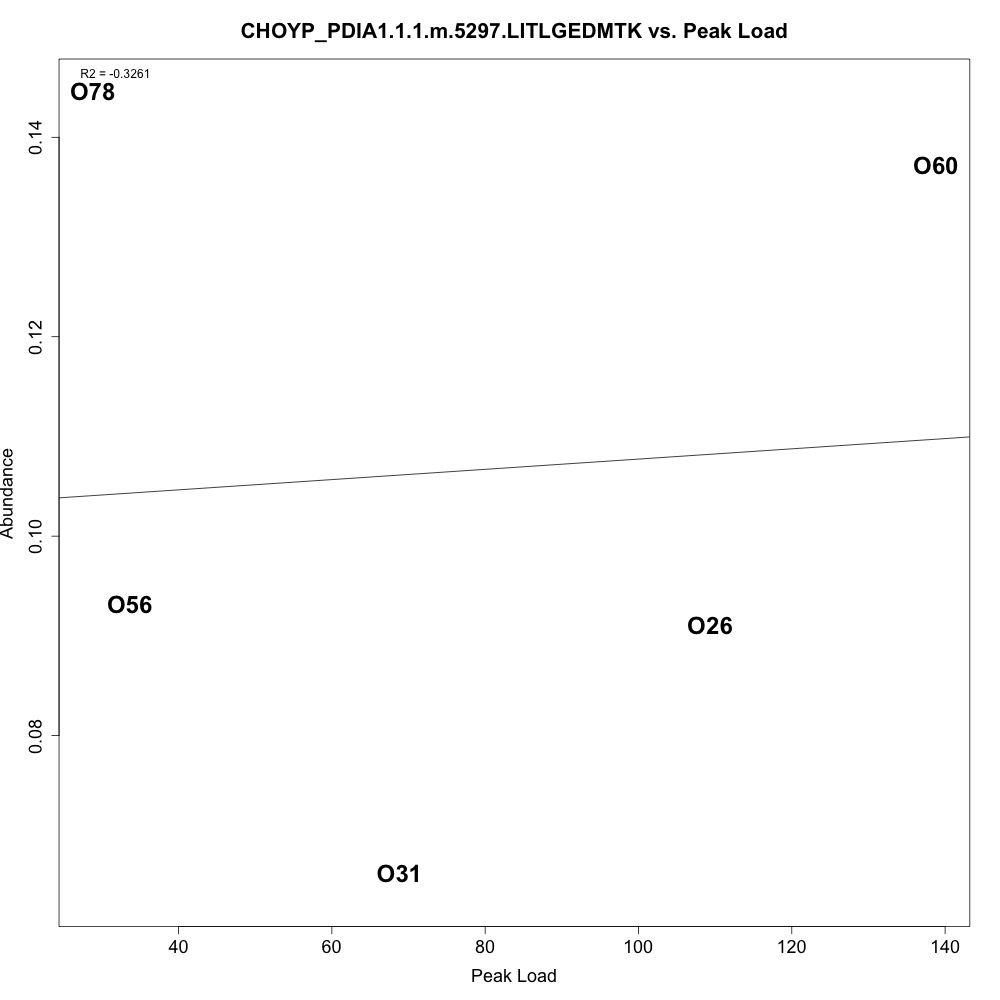 CHOYP_PDIA1.1.1.m.5297.LITLGEDMTK vs. Peak Load
R2 = -0.3261
O78
0.14
O60
0.12
Abundance
0.10
O56
O26
0.08
O31
40 60 80 100 120 140
Peak Load